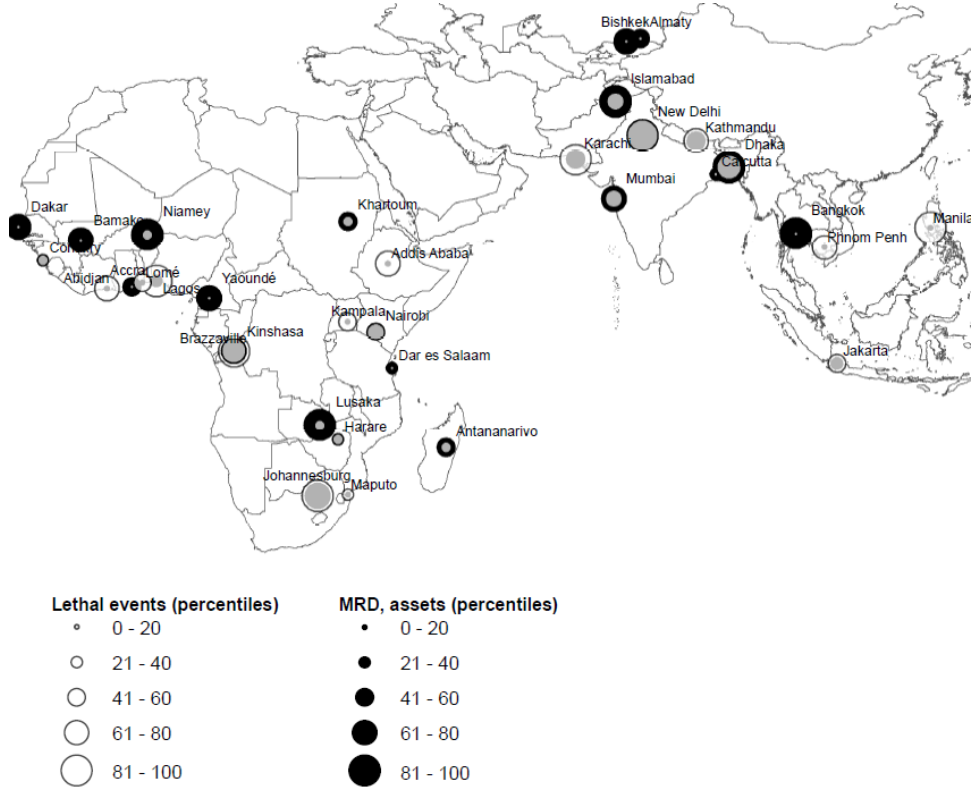 BishkekAlmaty
Islamabad
New Delhi
Karachi
Kathmandu
Dhaka
Calcutta
Mumbai
Dakar
Bamako
Niamey
Khartoum
Bangkok
Manila
Phnom Penh
Conakry
Addis Ababa
Abidjan
Accra
Lomé
Lagos
Yaoundé
Kampala
Nairobi
Brazzaville
Kinshasa
Dar es Salaam
Jakarta
Lusaka
Harare
Antananarivo
Johannesburg
Maputo
Lethal events (percentiles)
0 - 20
21 - 40
41 - 60
61 - 80
81 - 100
MRD, assets (percentiles)
0 - 20
21 - 40
41 - 60
61 - 80
81 - 100